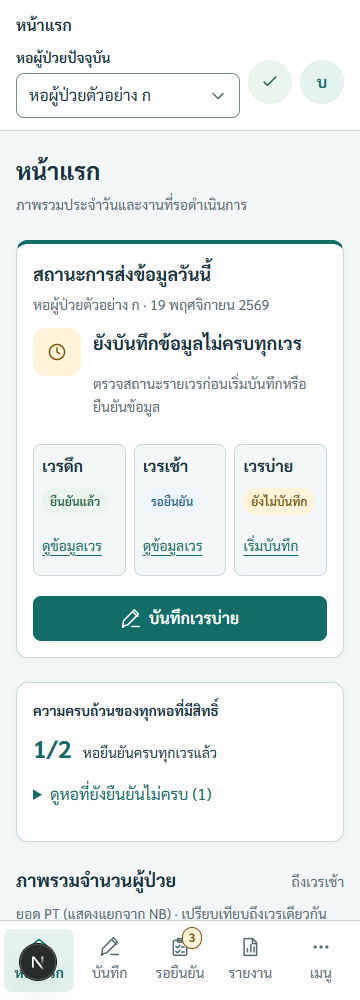 หน้าแรก
หอผู้ป่วยปัจจุบัน
หอผู้ป่วยตัวอย่าง ก
บ
หน้าแรก
ภาพรวมประจำวันและงานที่รอดำเนินการ
สถานะการส่งข้อมูลวันนี้
หอผู้ป่วยตัวอย่าง ก · 19 พฤศจิกายน 2569
ยังบันทึกข้อมูลไม่ครบทุกเวร
ตรวจสถานะรายเวรก่อนเริ่มบันทึกหรือ
ยืนยันข้อมูล
เวรดึก เวรเช้า เวรบ่าย
ยืนยันแล้ว รอยืนยัน ยังไม่บันทึก
ดูข้อมูลเวร ดูข้อมูลเวร เริ่มบันทึก
บันทึกเวรบ่าย
ความครบถ้วนของทุกหอที่มีสิทธิ์
1/2 หอยืนยันครบทุกเวรแล้ว
ดูหอที่ยังยืนยันไม่ครบ (1)
ภาพรวมจำนวนผู้ป่วย ถึงเวรเช้า
ยอด PT (แสดงแยกจาก NB) · เปรียบเทียบถึงเวรเดียวกัน
3
N
บันทึก รอยืนยัน รายงาน เมนู